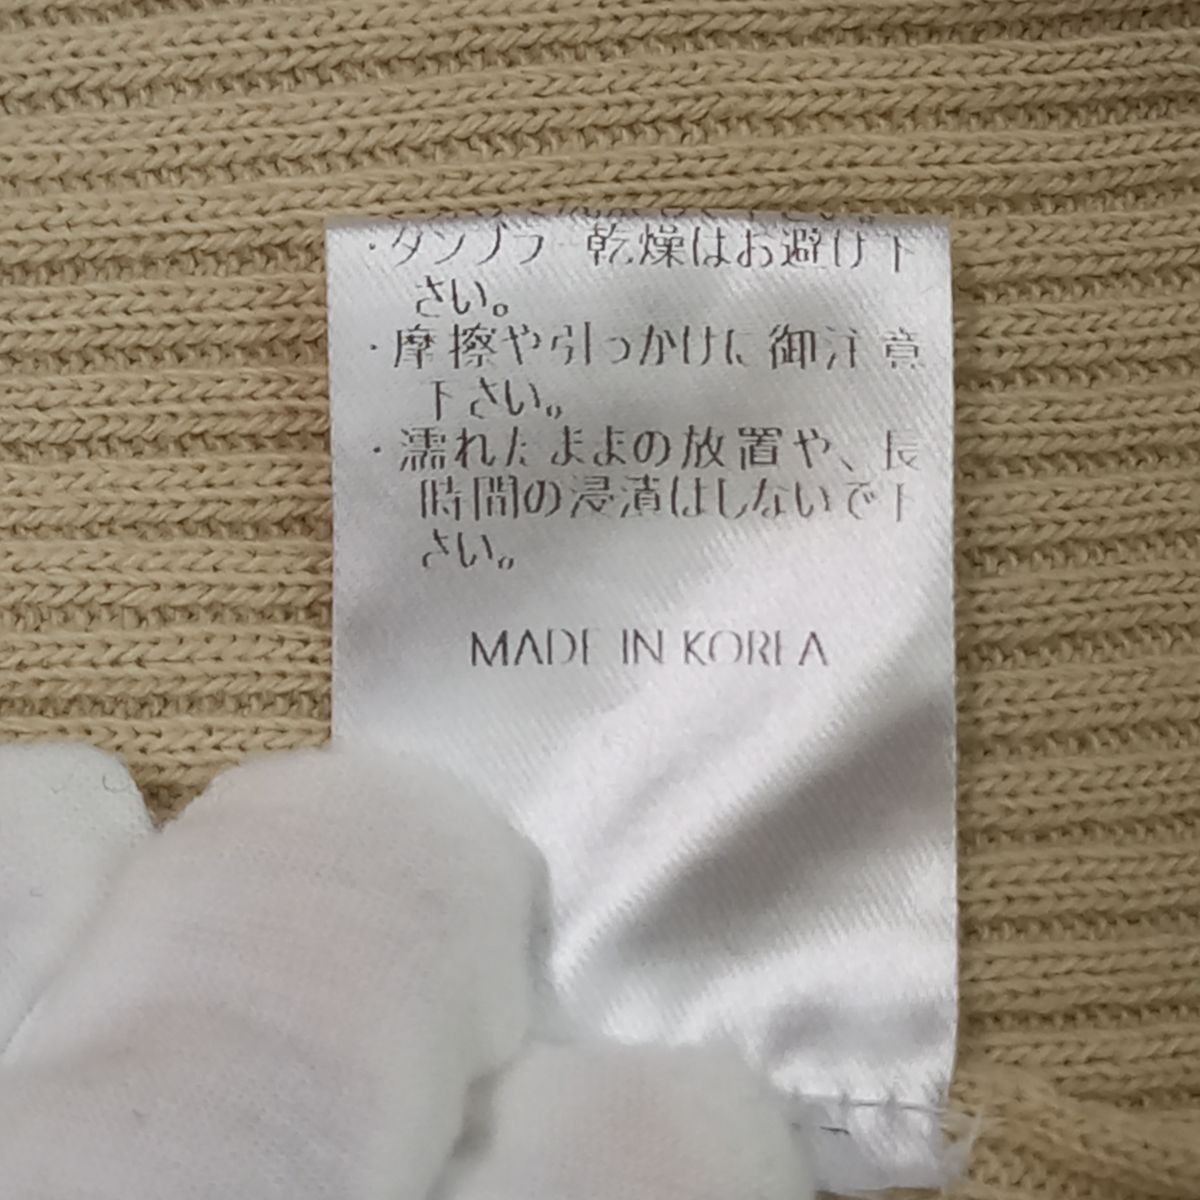 ・タンブラー乾燥はお避け下
さい。
・摩擦や引っかけに御注意
下さい。
・濡れたままの放置や、長
時間の浸漬はしないで下
さい。
MADE IN KOREA